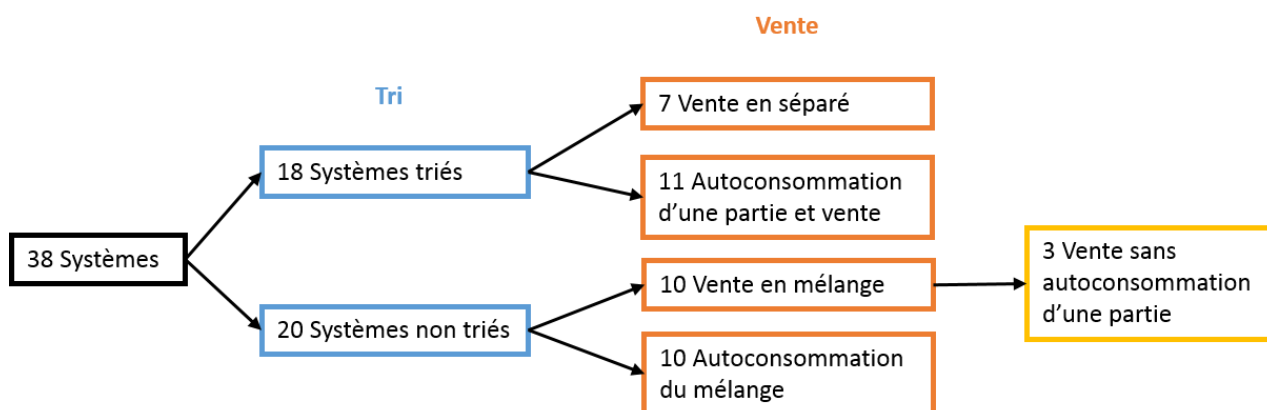 Vente
Tri
7 Vente en séparé
18 Systèmes triés
11 Autoconsommation
d’une partie et vente
38 Systèmes
3 Vente sans
autoconsommation
d’une partie
10 Vente en mélange
20 Systèmes non triés
10 Autoconsommation
du mélange